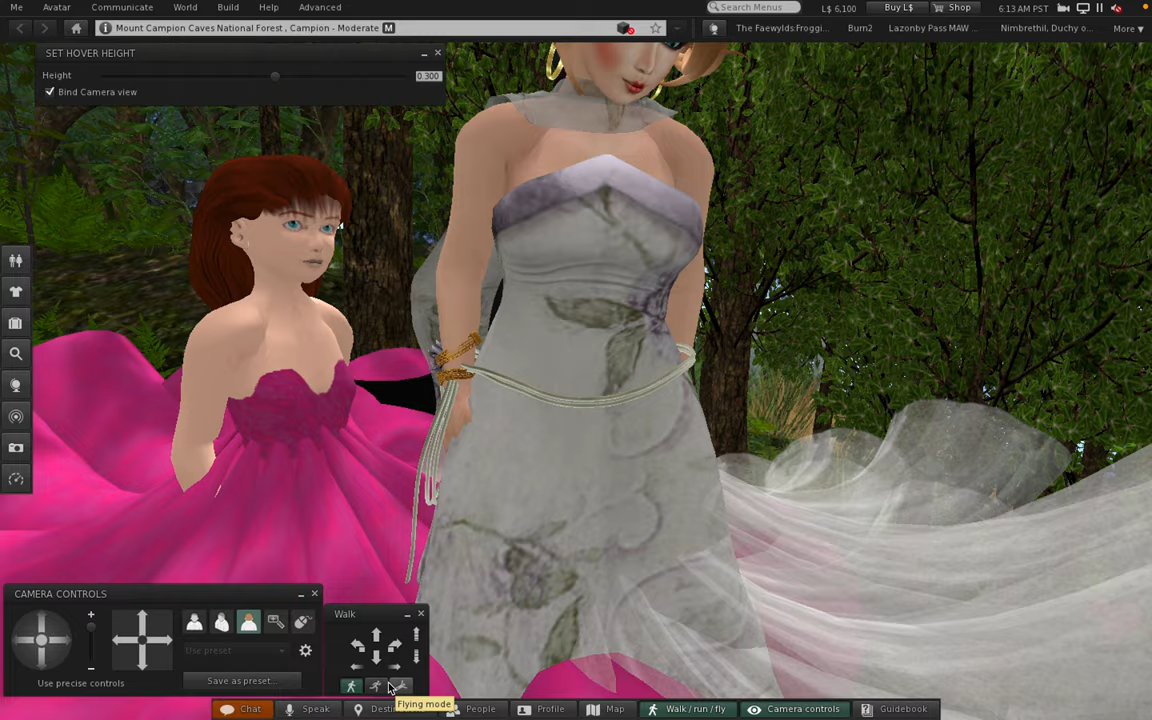 Me Avatar Communicate World Build Help Advanced Search Menus L$ 6,100 Buy L$ Shop 6:13 AM PST
Mount Campion Caves National Forest , Campion - Moderate M The Faewylds:Froggi... Burn2 Lazonby Pass MAW ... Nimbrethil, Duchy o... More ▼
SET HOVER HEIGHT
Height 0.300
Bind Camera view
CAMERA CONTROLS
Use preset
Use precise controls Save as preset...
Walk
Flying mode
Chat Speak Desti People Profile Map Walk / run / fly Camera controls Guidebook